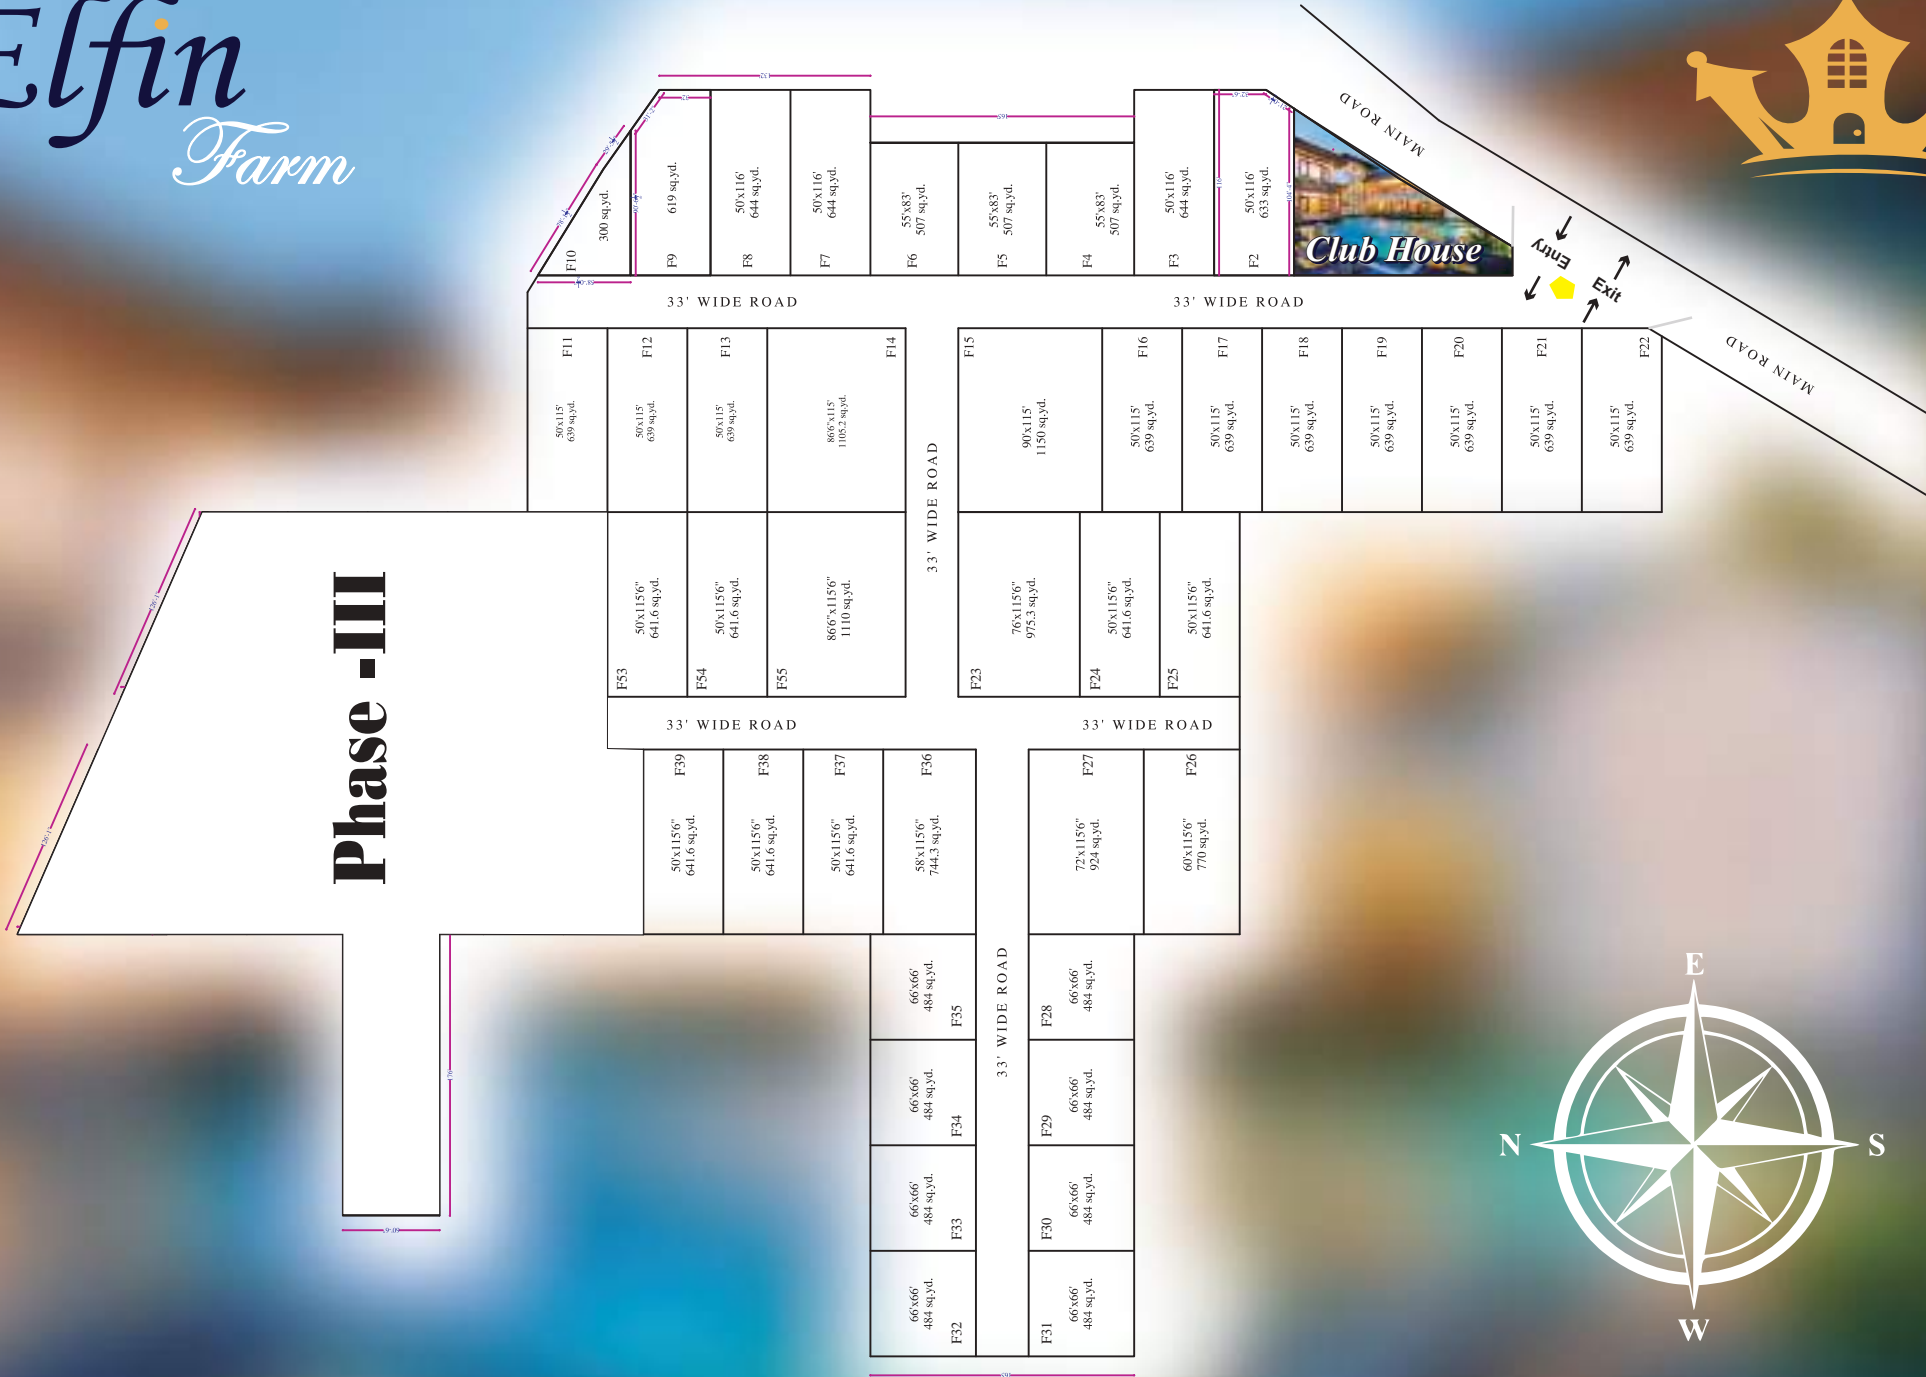 Elfin
Farm
MAIN ROAD
Entry
Exit
MAIN ROAD
Club House
F10
300 sq.yd.
F9
619 sq.yd.
F8
50'x116'
644 sq.yd.
F7
50'x116'
644 sq.yd.
F6
55'x83'
507 sq.yd.
F5
55'x83'
507 sq.yd.
F4
55'x83'
507 sq.yd.
F3
50'x116'
644 sq.yd.
F2
50'x116'
633 sq.yd.
33' WIDE ROAD
33' WIDE ROAD
F11
50'x115'
639 sq.yd.
F12
50'x115'
639 sq.yd.
F13
50'x115'
639 sq.yd.
F14
86'6"x115'
1105.2 sq.yd.
33' WIDE ROAD
F15
90'x115'
1150 sq.yd.
F16
50'x115'
639 sq.yd.
F17
50'x115'
639 sq.yd.
F18
50'x115'
639 sq.yd.
F19
50'x115'
639 sq.yd.
F20
50'x115'
639 sq.yd.
F21
50'x115'
639 sq.yd.
F22
50'x115'
639 sq.yd.
Phase -III
F53
50'x115'6"
641.6 sq.yd.
F54
50'x115'6"
641.6 sq.yd.
F55
86'6"x115'6"
1110 sq.yd.
F23
76'x115'6"
975.3 sq.yd.
F24
50'x115'6"
641.6 sq.yd.
F25
50'x115'6"
641.6 sq.yd.
33' WIDE ROAD
33' WIDE ROAD
F39
50'x115'6"
641.6 sq.yd.
F38
50'x115'6"
641.6 sq.yd.
F37
50'x115'6"
641.6 sq.yd.
F36
58'x115'6"
744.3 sq.yd.
F27
72'x115'6"
924 sq.yd.
F26
60'x115'6"
770 sq.yd.
33' WIDE ROAD
F35
66'x66'
484 sq.yd.
F28
66'x66'
484 sq.yd.
F34
66'x66'
484 sq.yd.
F29
66'x66'
484 sq.yd.
F33
66'x66'
484 sq.yd.
F30
66'x66'
484 sq.yd.
F32
66'x66'
484 sq.yd.
F31
66'x66'
484 sq.yd.
E
N
S
W